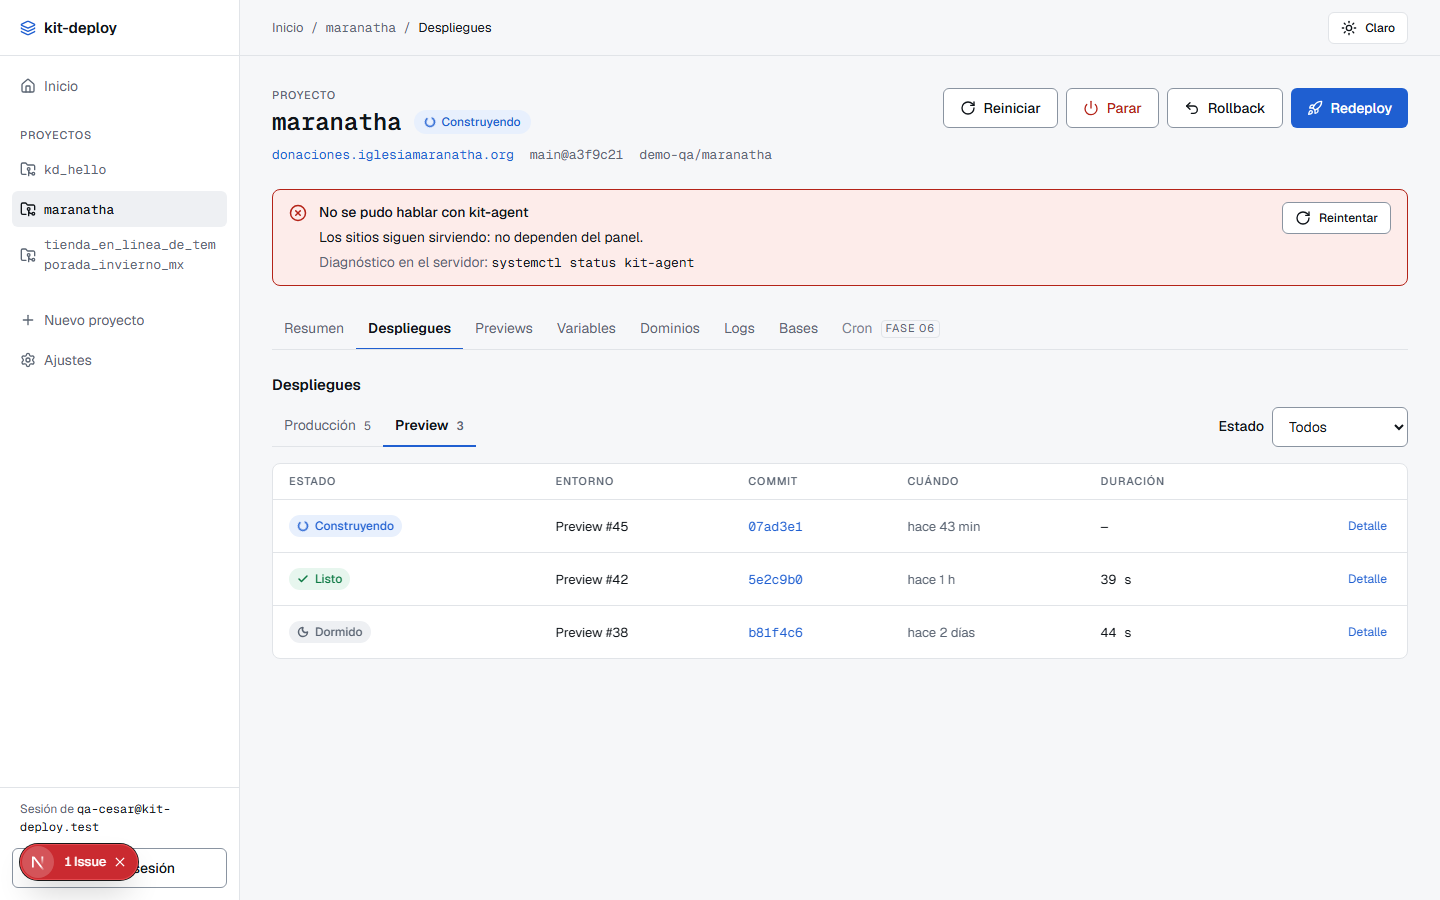 kit-deploy
Inicio / maranatha / Despliegues
Claro
Inicio
PROYECTOS
kd_hello
maranatha
tienda_en_linea_de_tem
porada_invierno_mx
Nuevo proyecto
Ajustes
PROYECTO
maranatha
Construyendo
Reiniciar
Parar
Rollback
Redeploy
donaciones.iglesiamaranatha.org main@a3f9c21 demo-qa/maranatha
No se pudo hablar con kit-agent
Los sitios siguen sirviendo: no dependen del panel.
Diagnóstico en el servidor: systemctl status kit-agent
Reintentar
Resumen Despliegues Previews Variables Dominios Logs Bases Cron FASE 06
Despliegues
Producción 5 Preview 3
Estado Todos
ESTADO ENTORNO COMMIT CUÁNDO DURACIÓN
Construyendo Preview #45 07ad3e1 hace 43 min – Detalle
Listo Preview #42 5e2c9b0 hace 1 h 39 s Detalle
Dormido Preview #38 b81f4c6 hace 2 días 44 s Detalle
Sesión de qa-cesar@kit-
deploy.test
N 1 Issue
sesión